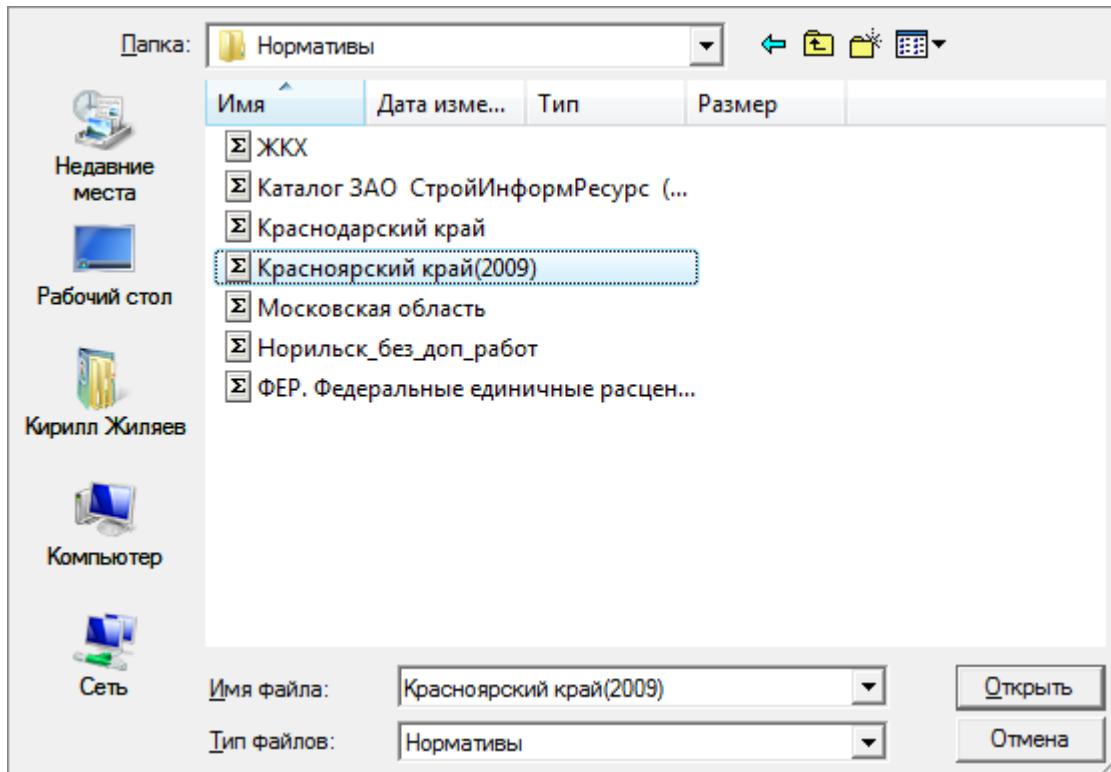 Папка: Нормативы
Имя Дата изме... Тип Размер
ЖКХ
Каталог ЗАО СтройИнформРесурс (...
Краснодарский край
Красноярский край(2009)
Московская область
Норильск_без_доп_работ
ФЕР. Федеральные единичные расцен...
Недавние
места
Рабочий стол
Кирилл Жиляев
Компьютер
Сеть
Имя файла: Красноярский край(2009) Открыть
Тип файлов: Нормативы Отмена